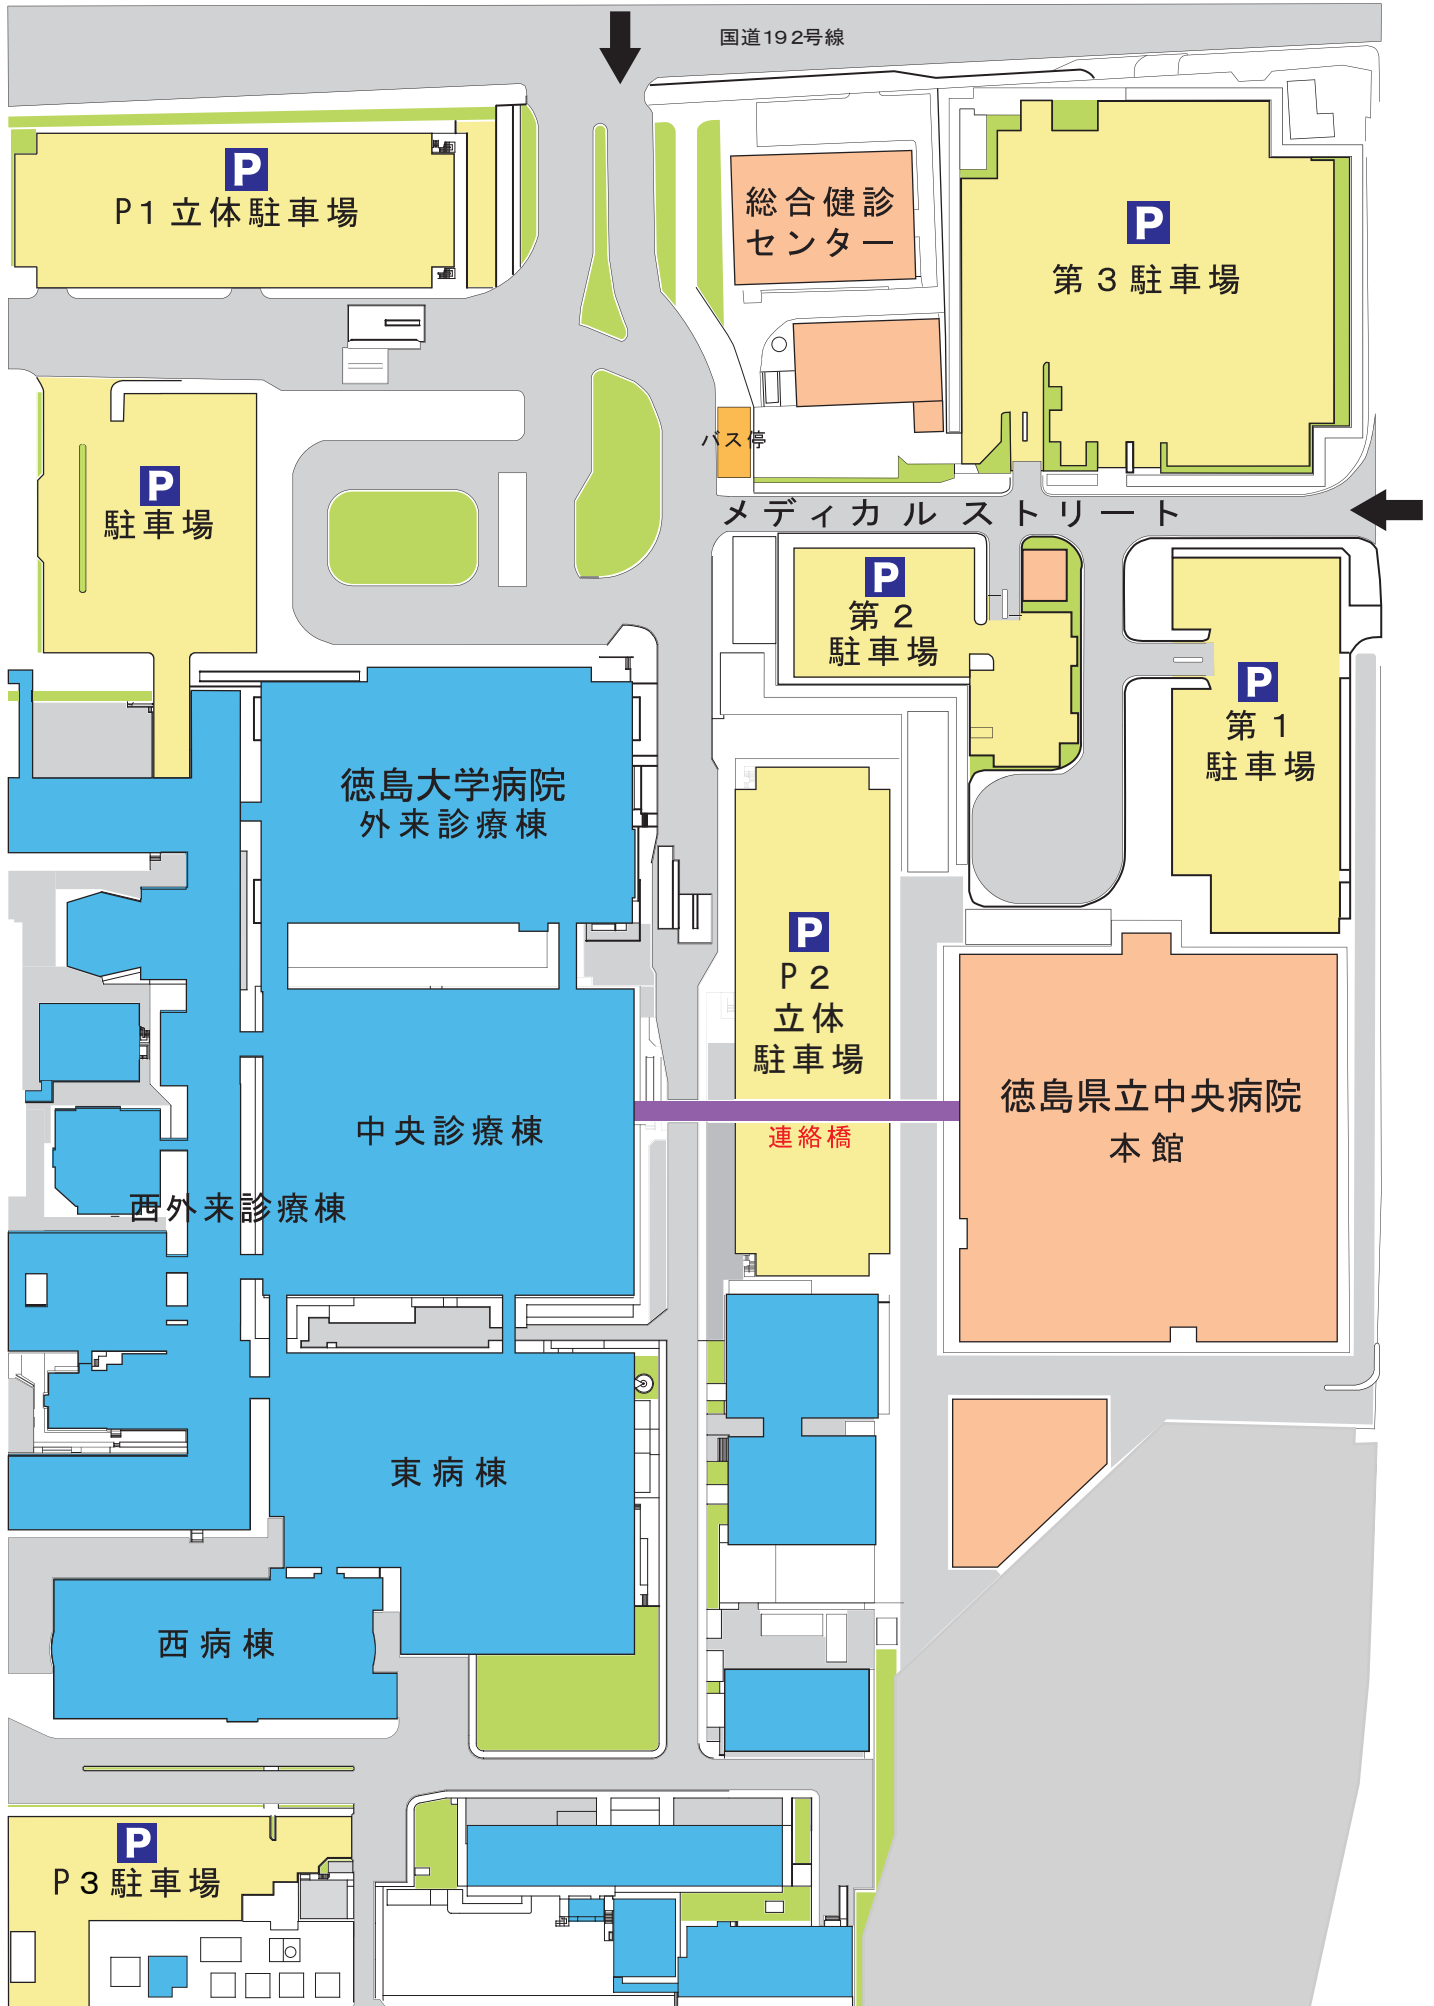 国道192号線
P
P1立体駐車場
総合健診
センター
P
第3駐車場
バス停
P
駐車場
メディカルストリート
P
第2
駐車場
P
第1
駐車場
徳島大学病院
外来診療棟
P
P2
立体
駐車場
中央診療棟
連絡橋
徳島県立中央病院
本館
西外来診療棟
東病棟
西病棟
P
P3駐車場